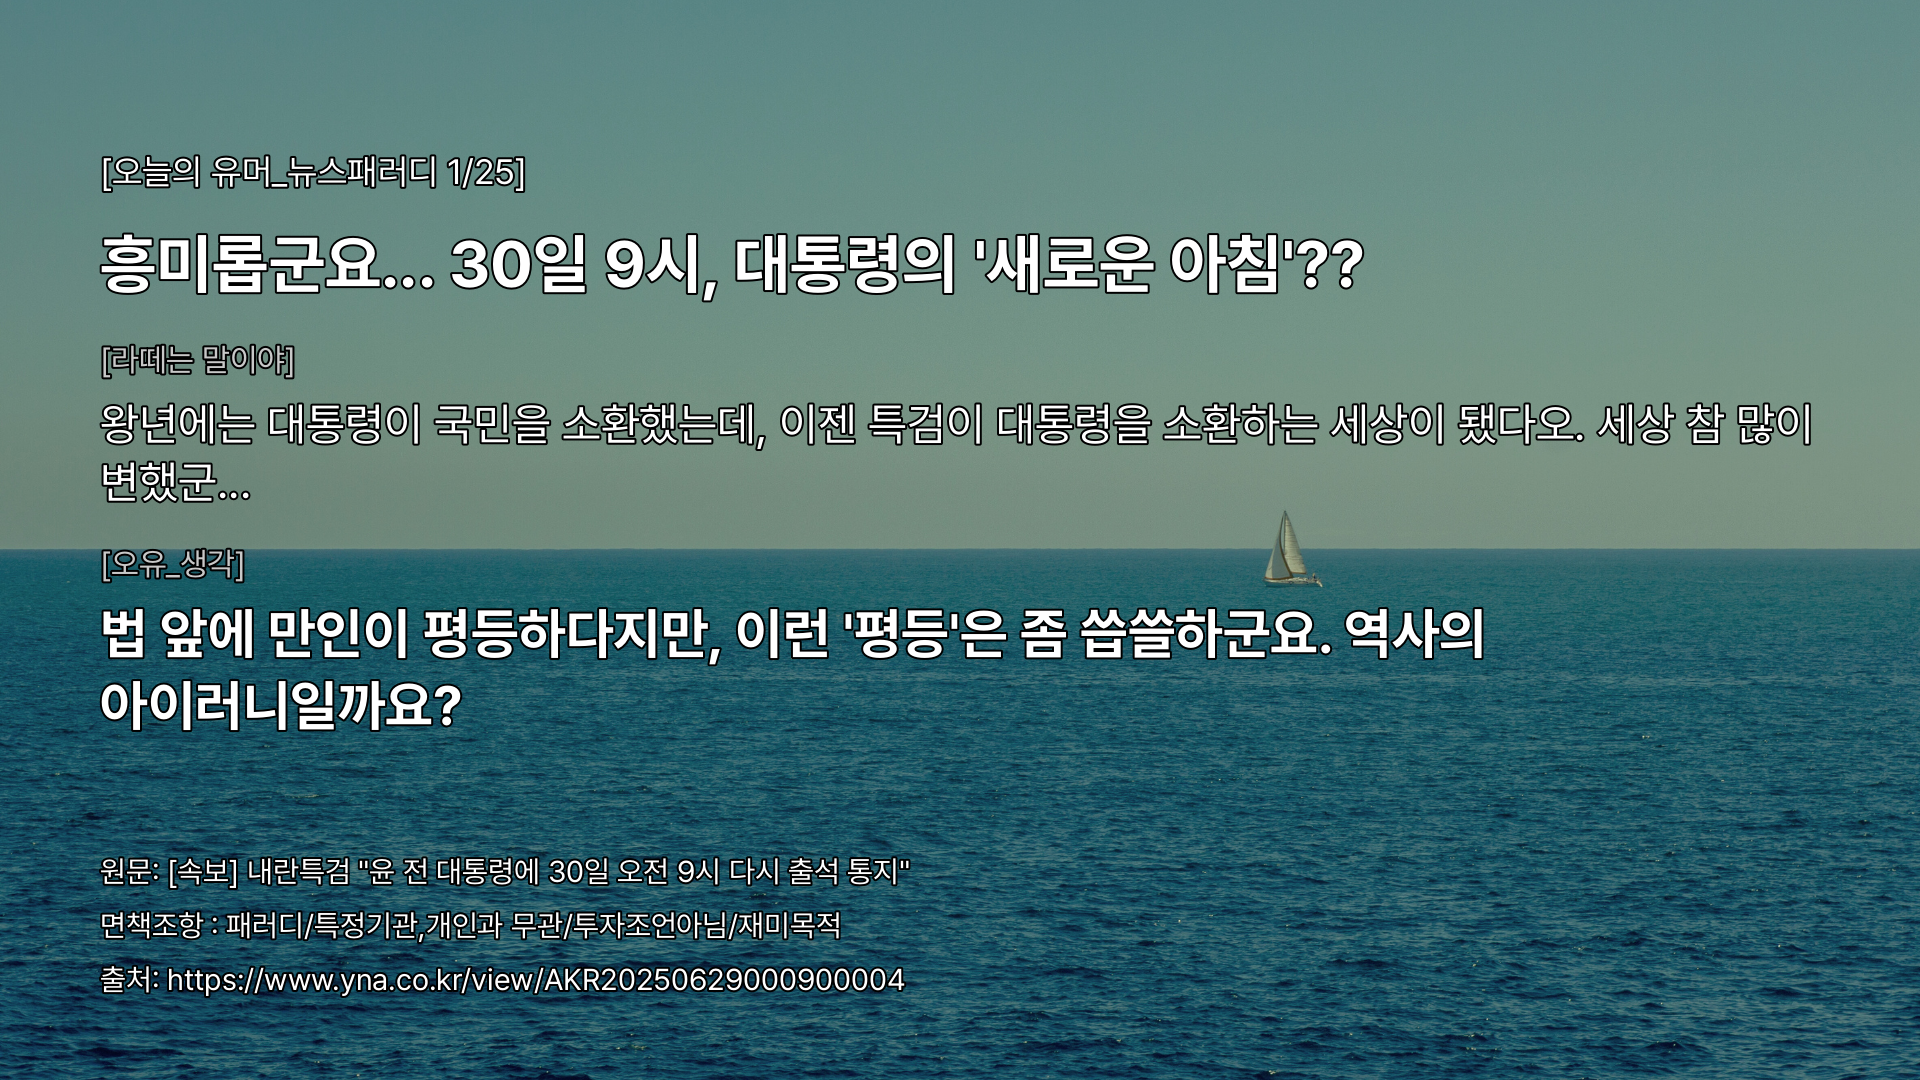 [오늘의 유머_뉴스패러디 1/25]
흥미롭군요... 30일 9시, 대통령의 '새로운 아침'??
[라떼는 말이야]
왕년에는 대통령이 국민을 소환했는데, 이젠 특검이 대통령을 소환하는 세상이 됐다오. 세상 참 많이
변했군...
[오유_생각]
법 앞에 만인이 평등하다지만, 이런 '평등'은 좀 씁쓸하군요. 역사의
아이러니일까요?
원문: [속보] 내란특검 "윤 전 대통령에 30일 오전 9시 다시 출석 통지"
면책조항 : 패러디/특정기관,개인과 무관/투자조언아님/재미목적
출처: https://www.yna.co.kr/view/AKR20250629000900004